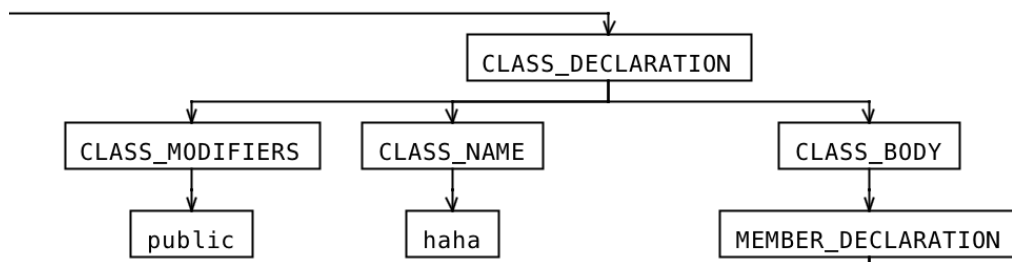 CLASS_DECLARATION
CLASS_MODIFIERS CLASS_NAME CLASS_BODY
public haha MEMBER_DECLARATION